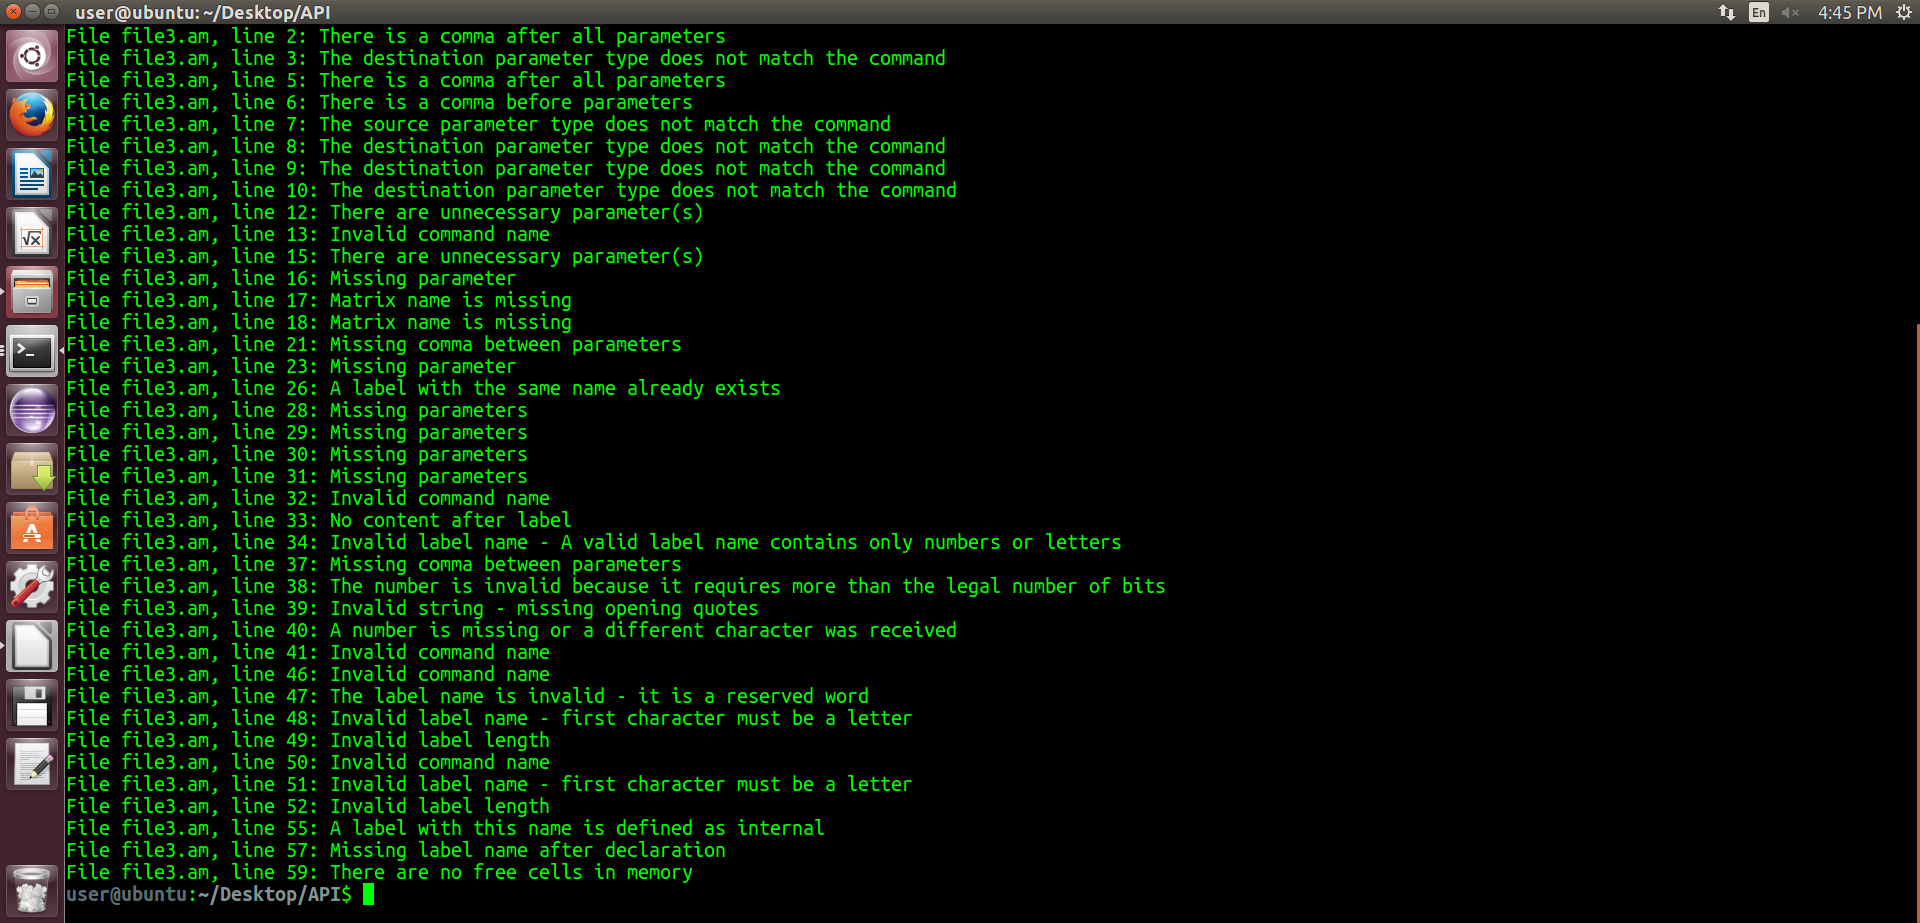 user@ubuntu: ~/Desktop/API
En
4:45 PM
File file3.am, line 2: There is a comma after all parameters
File file3.am, line 3: The destination parameter type does not match the command
File file3.am, line 5: There is a comma after all parameters
File file3.am, line 6: There is a comma before parameters
File file3.am, line 7: The source parameter type does not match the command
File file3.am, line 8: The destination parameter type does not match the command
File file3.am, line 9: The destination parameter type does not match the command
File file3.am, line 10: The destination parameter type does not match the command
File file3.am, line 12: There are unnecessary parameter(s)
File file3.am, line 13: Invalid command name
File file3.am, line 15: There are unnecessary parameter(s)
File file3.am, line 16: Missing parameter
File file3.am, line 17: Matrix name is missing
File file3.am, line 18: Matrix name is missing
File file3.am, line 21: Missing comma between parameters
File file3.am, line 23: Missing parameter
File file3.am, line 26: A label with the same name already exists
File file3.am, line 28: Missing parameters
File file3.am, line 29: Missing parameters
File file3.am, line 30: Missing parameters
File file3.am, line 31: Missing parameters
File file3.am, line 32: Invalid command name
File file3.am, line 33: No content after label
File file3.am, line 34: Invalid label name - A valid label name contains only numbers or letters
File file3.am, line 37: Missing comma between parameters
File file3.am, line 38: The number is invalid because it requires more than the legal number of bits
File file3.am, line 39: Invalid string - missing opening quotes
File file3.am, line 40: A number is missing or a different character was received
File file3.am, line 41: Invalid command name
File file3.am, line 46: Invalid command name
File file3.am, line 47: The label name is invalid - it is a reserved word
File file3.am, line 48: Invalid label name - first character must be a letter
File file3.am, line 49: Invalid label length
File file3.am, line 50: Invalid command name
File file3.am, line 51: Invalid label name - first character must be a letter
File file3.am, line 52: Invalid label length
File file3.am, line 55: A label with this name is defined as internal
File file3.am, line 57: Missing label name after declaration
File file3.am, line 59: There are no free cells in memory
user@ubuntu:~/Desktop/API$